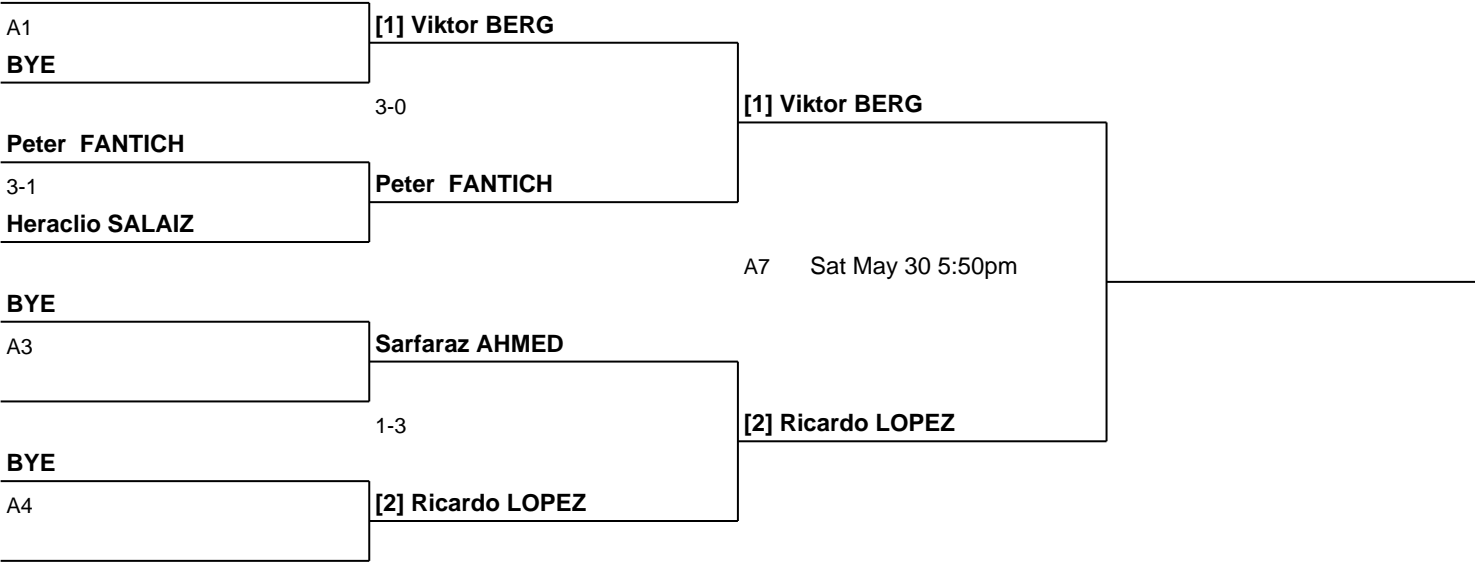 A1
[1] Viktor BERG
BYE
3-0
[1] Viktor BERG
Peter  FANTICH
3-1
Peter  FANTICH
Heraclio SALAIZ
A7 Sat May 30 5:50pm
BYE
A3
Sarfaraz AHMED
1-3
[2] Ricardo LOPEZ
BYE
A4
[2] Ricardo LOPEZ